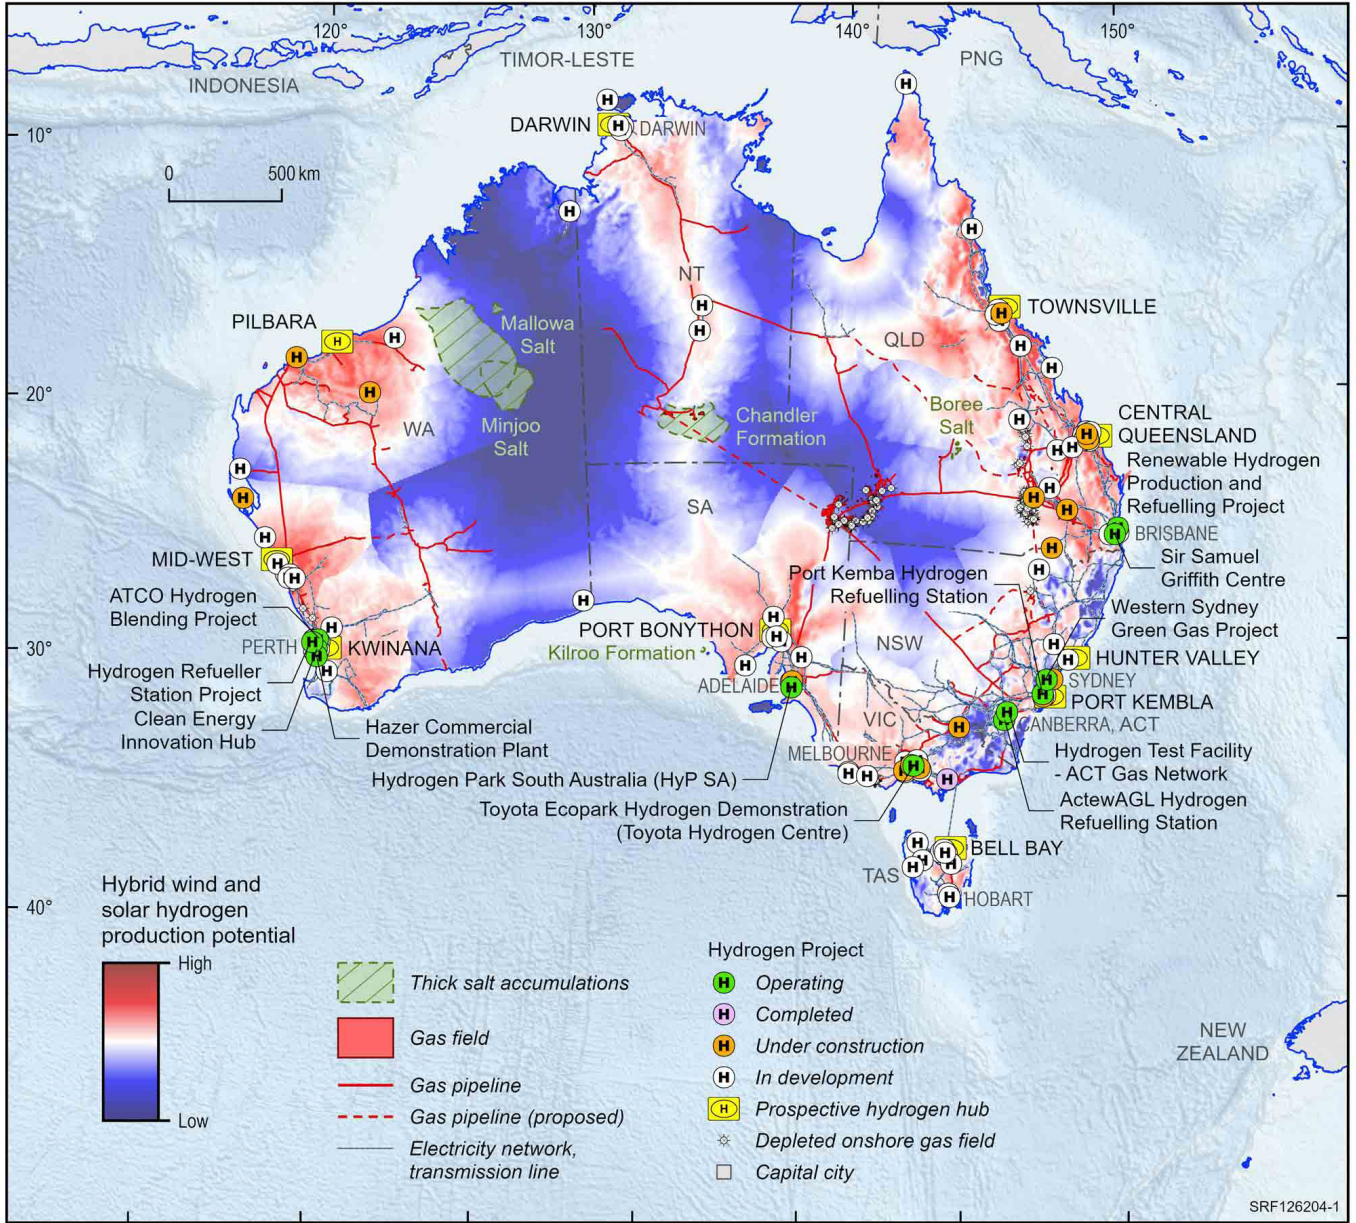 120°
130°
140°
150°
TIMOR-LESTE
PNG
INDONESIA
DARWIN
DARWIN
10°
0
500 km
NT
PILBARA
Mallowa
Salt
TOWNSVILLE
QLD
20°
WA
Minjoo
Salt
Chandler
Formation
Boree
Salt
CENTRAL
QUEENSLAND
Renewable Hydrogen
Production and
Refuelling Project
SA
BRISBANE
Sir Samuel
Griffith Centre
MID-WEST
Port Kemba Hydrogen
Refuelling Station
ATCO Hydrogen
Blending Project
Western Sydney
Green Gas Project
30°
PERTH
KWINANA
PORT BONYTHON
Kilroo Formation
NSW
HUNTER VALLEY
Hydrogen Refueller
Station Project
ADELAIDE
SYDNEY
PORT KEMBLA
Clean Energy
Innovation Hub
VIC
CANBERRA, ACT
Hazer Commercial
Demonstration Plant
MELBOURNE
Hydrogen Test Facility
- ACT Gas Network
Hydrogen Park South Australia (HyP SA)
ActewAGL Hydrogen
Refuelling Station
Toyota Ecopark Hydrogen Demonstration
(Toyota Hydrogen Centre)
BELL BAY
TAS
HOBART
40°
Hybrid wind and
solar hydrogen
production potential
High
Low
Thick salt accumulations
Gas field
Gas pipeline
Gas pipeline (proposed)
Electricity network,
transmission line
Hydrogen Project
H Operating
H Completed
H Under construction
H In development
H Prospective hydrogen hub
Depleted onshore gas field
Capital city
NEW
ZEALAND
SRF126204-1